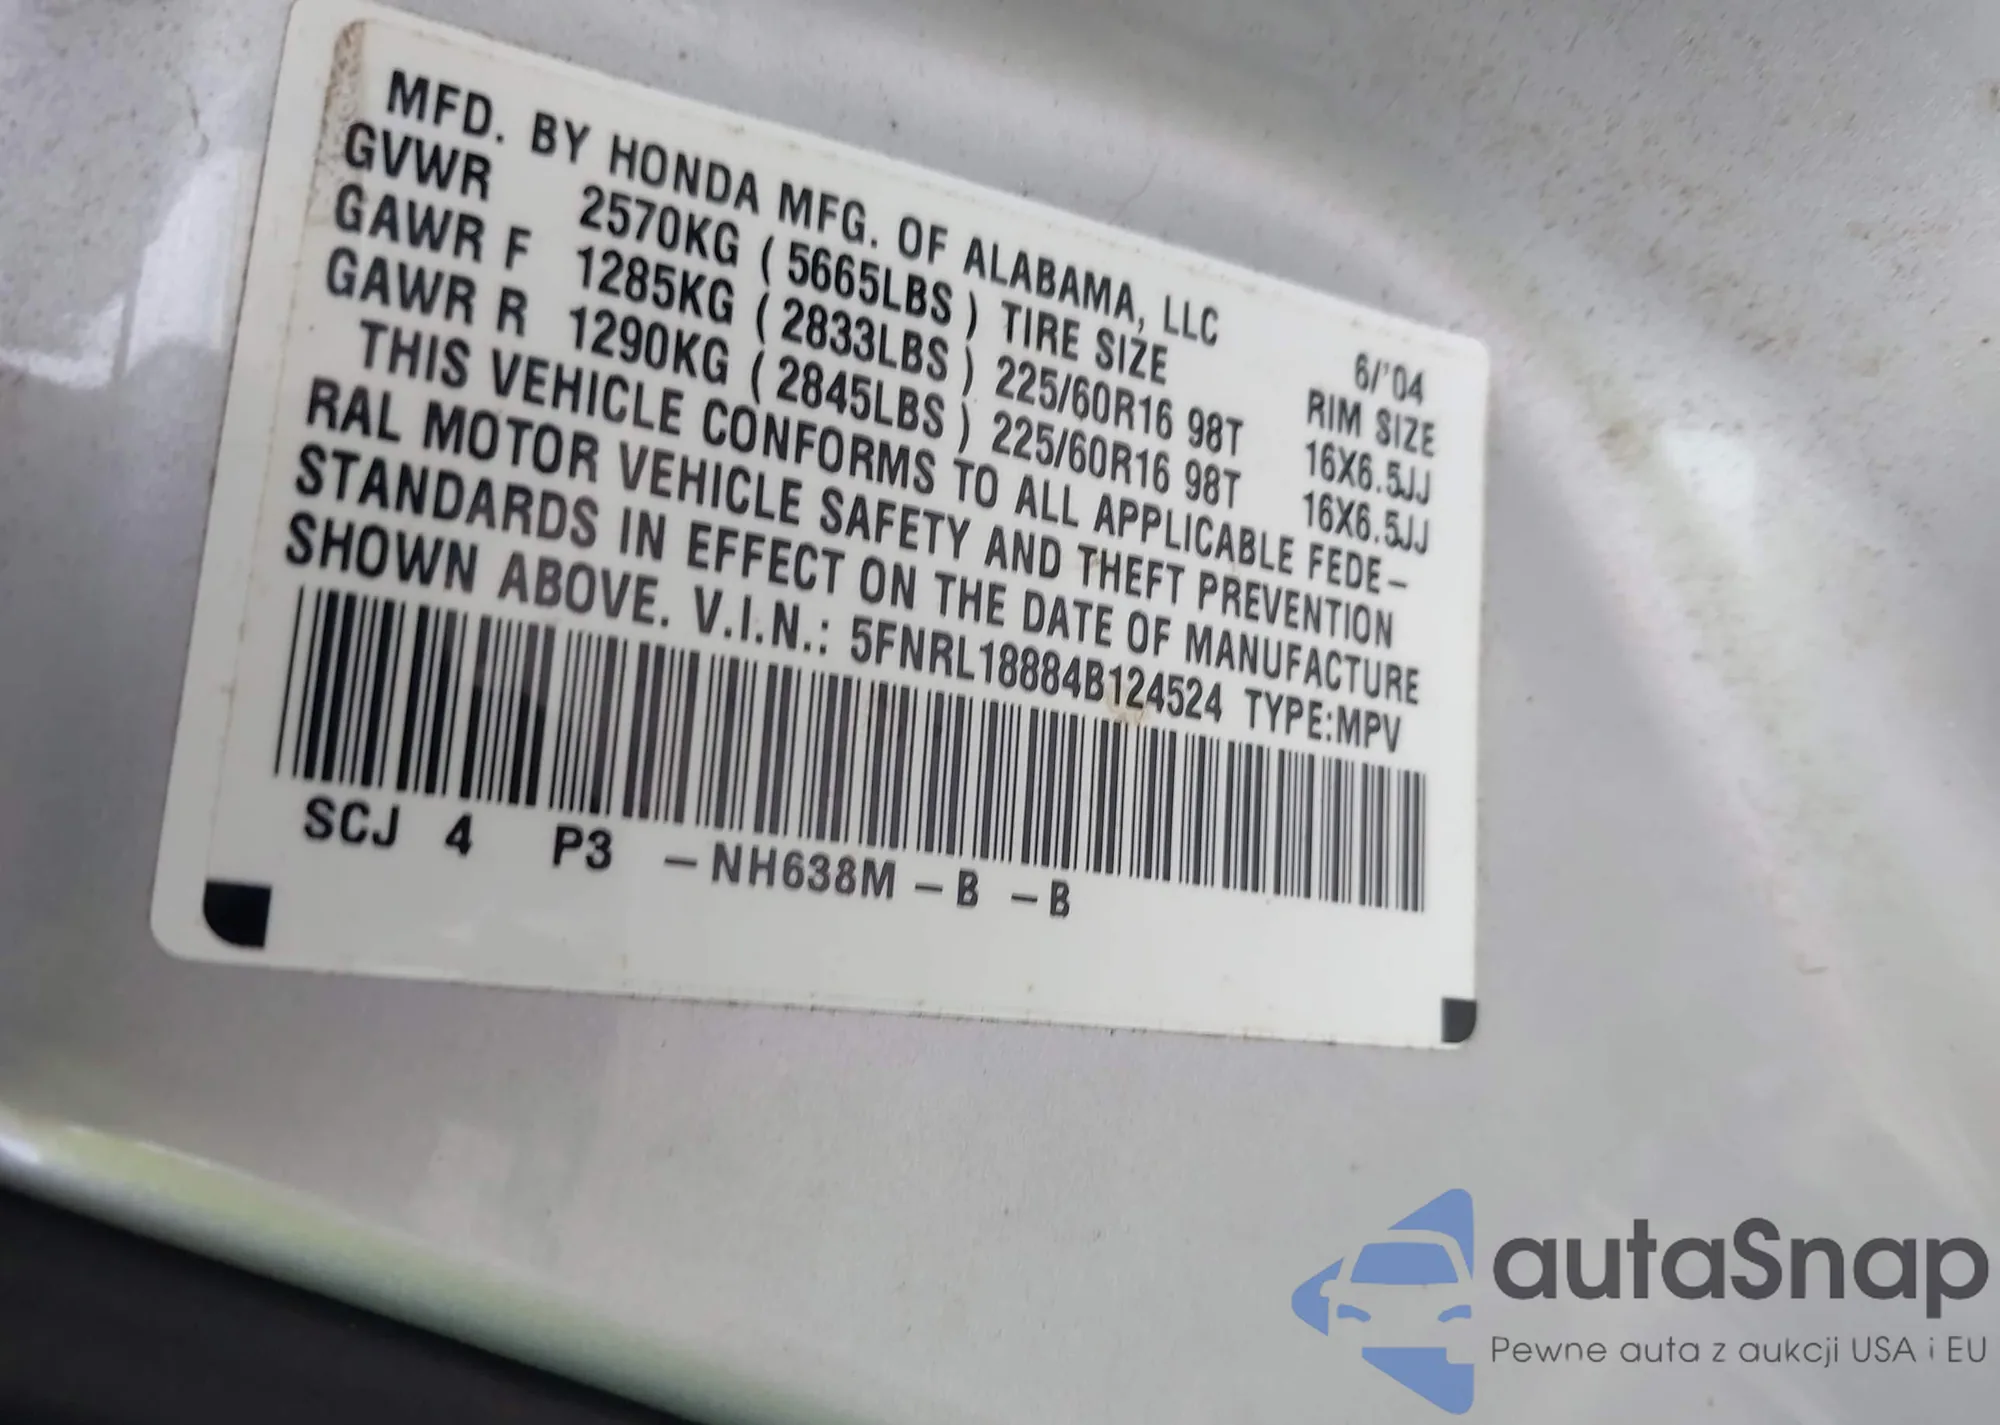 MFD. BY HONDA MFG. OF ALABAMA, LLC 6/'04
GVWR 2570KG ( 5665LBS ) TIRE SIZE RIM SIZE
GAWR F 1285KG ( 2833LBS ) 225/60R16 98T 16X6.5JJ
GAWR R 1290KG ( 2845LBS ) 225/60R16 98T 16X6.5JJ
THIS VEHICLE CONFORMS TO ALL APPLICABLE FEDE-
RAL MOTOR VEHICLE SAFETY AND THEFT PREVENTION
STANDARDS IN EFFECT ON THE DATE OF MANUFACTURE
SHOWN ABOVE. V.I.N.: 5FNRL18884B124524 TYPE:MPV
SCJ 4 P3 -NH638M - B - B
autaSnap
Pewne auta z aukcji USA i EU